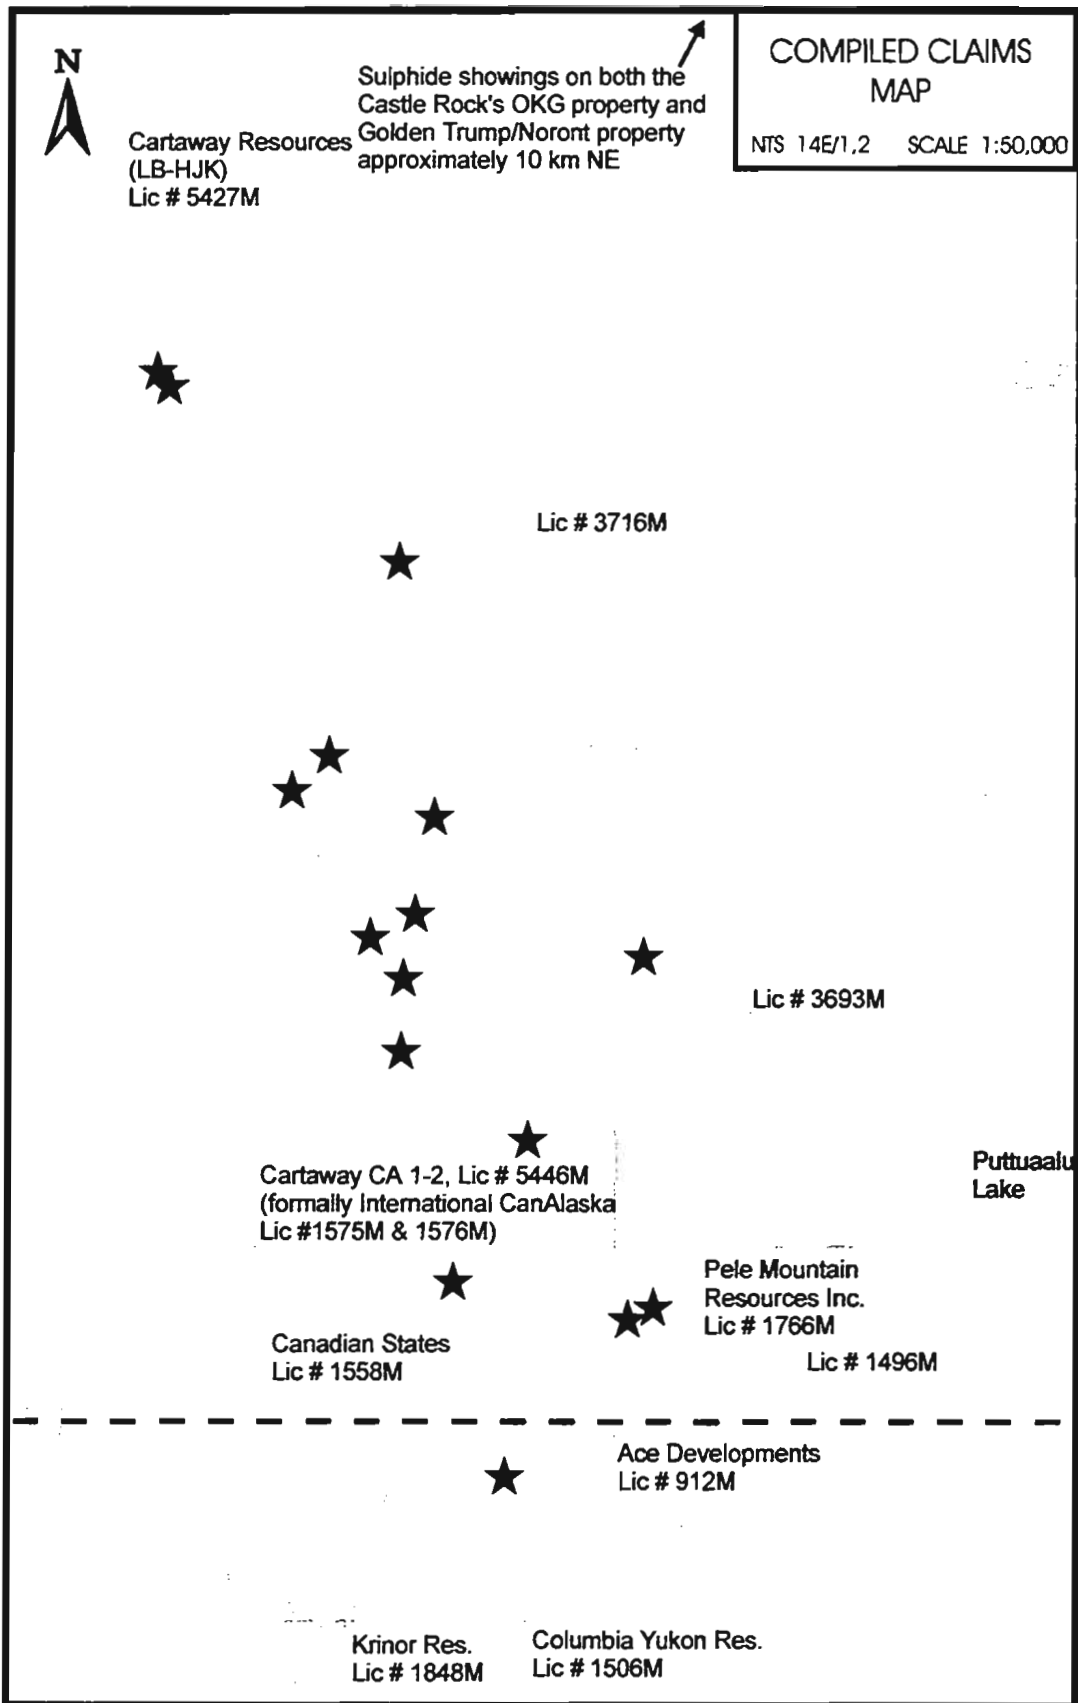 COMPILED CLAIMS
MAP
NTS 14E/1,2 SCALE 1:50,000
N
Sulphide showings on both the
Castle Rock's OKG property and
Golden Trump/Noront property
approximately 10 km NE
Cartaway Resources
(LB-HJK)
Lic # 5427M
Lic # 3716M
Lic # 3693M
Cartaway CA 1-2, Lic # 5446M
(formally International CanAlaska
Lic #1575M & 1576M)
Puttuaalu
Lake
Pele Mountain
Resources Inc.
Lic # 1766M
Lic # 1496M
Canadian States
Lic # 1558M
Ace Developments
Lic # 912M
Krinor Res.
Lic # 1848M
Columbia Yukon Res.
Lic # 1506M